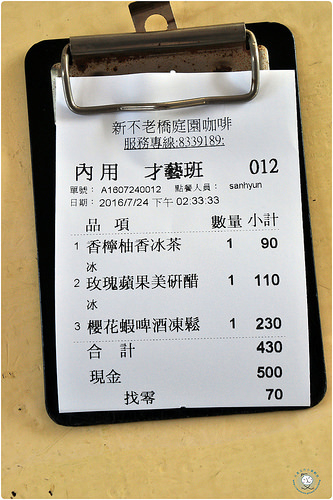 新不老橋庭園咖啡
服務專線:8339189:
內用 才藝班 012
單號： A1607240012 點餐人員： sanhyun
日期：2016/7/24 下午 02:33:33
品 項 數量 小計
1 香檸柚香冰茶 1 90
冰
2 玫瑰蘋果美研醋 1 110
冰
3 櫻花蝦啤酒凍鬆 1 230
合 計 430
現金 500
找零 70